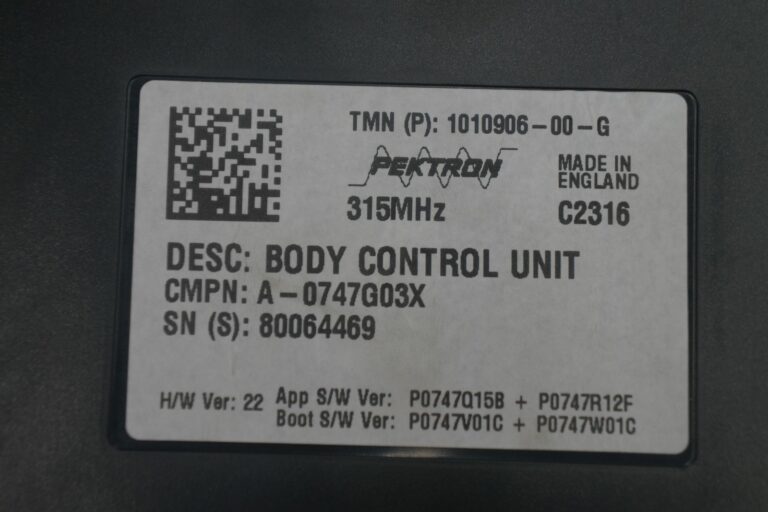 TMN (P): 1010906-00-G
PEKTRON
MADE IN
ENGLAND
315MHz
C2316
DESC: BODY CONTROL UNIT
CMPN: A-0747G03X
SN (S): 80064469
H/W Ver: 22
App S/W Ver: P0747Q15B + P0747R12F
Boot S/W Ver: P0747V01C + P0747W01C